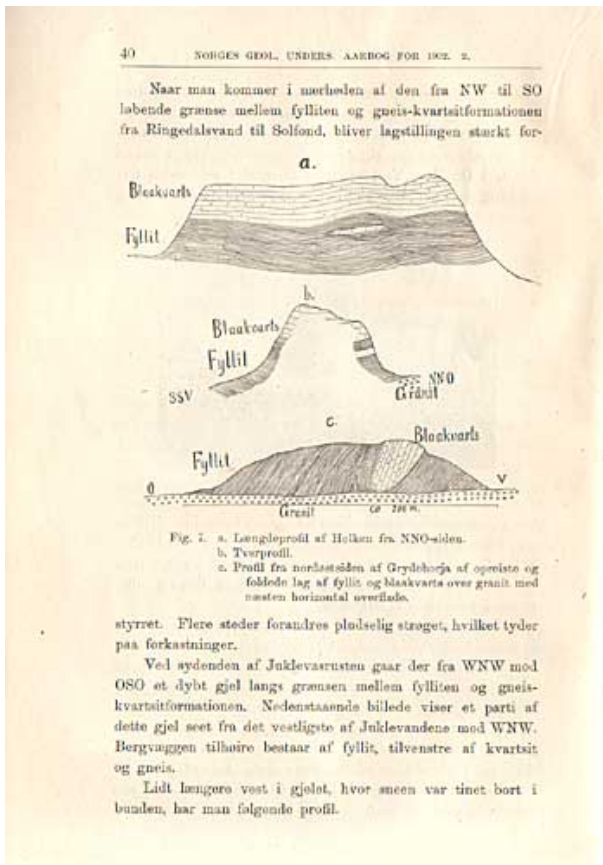 40 NORGES GEOL. UNDERS. AARBOG FOR 1902. 2.
Naar man kommer i nærheden af den fra NW til SO
løbende grænse mellem fylliten og gneis-kvartsitformationen
fra Ringedalsvand til Solfond, bliver lagstillingen stærkt for-
a.
Blaakvarts
Fyllit
b.
Blaakvarts
Fyllit
SSV
NNO
Granit
c.
Blaakvarts
Fyllit
O
V
Granit
ca 200 m.
Fig. 7. a. Længdeprofil af Holken fra NNO-siden.
b. Tverprofil.
c. Profil fra nordøstsiden af Grydehorja af opreiste og
foldede lag af fyllit og blaakvarts over granit med
næsten horizontal overflade.
styrret. Flere steder forandres pludselig strøget, hvilket tyder
paa forkastninger.
Ved sydenden af Juklevasrusten gaar der fra WNW mod
OSO et dybt gjel langs grænsen mellem fylliten og gneis-
kvartsitformationen. Nedenstaaende billede viser et parti af
dette gjel seet fra det vestligste af Juklevandene mod WNW.
Bergvæggen tilhøire bestaar af fyllit, tilvenstre af kvartsit
og gneis.
Lidt længere vest i gjelet, hvor sneen var tinet bort i
bunden, har man følgende profil.